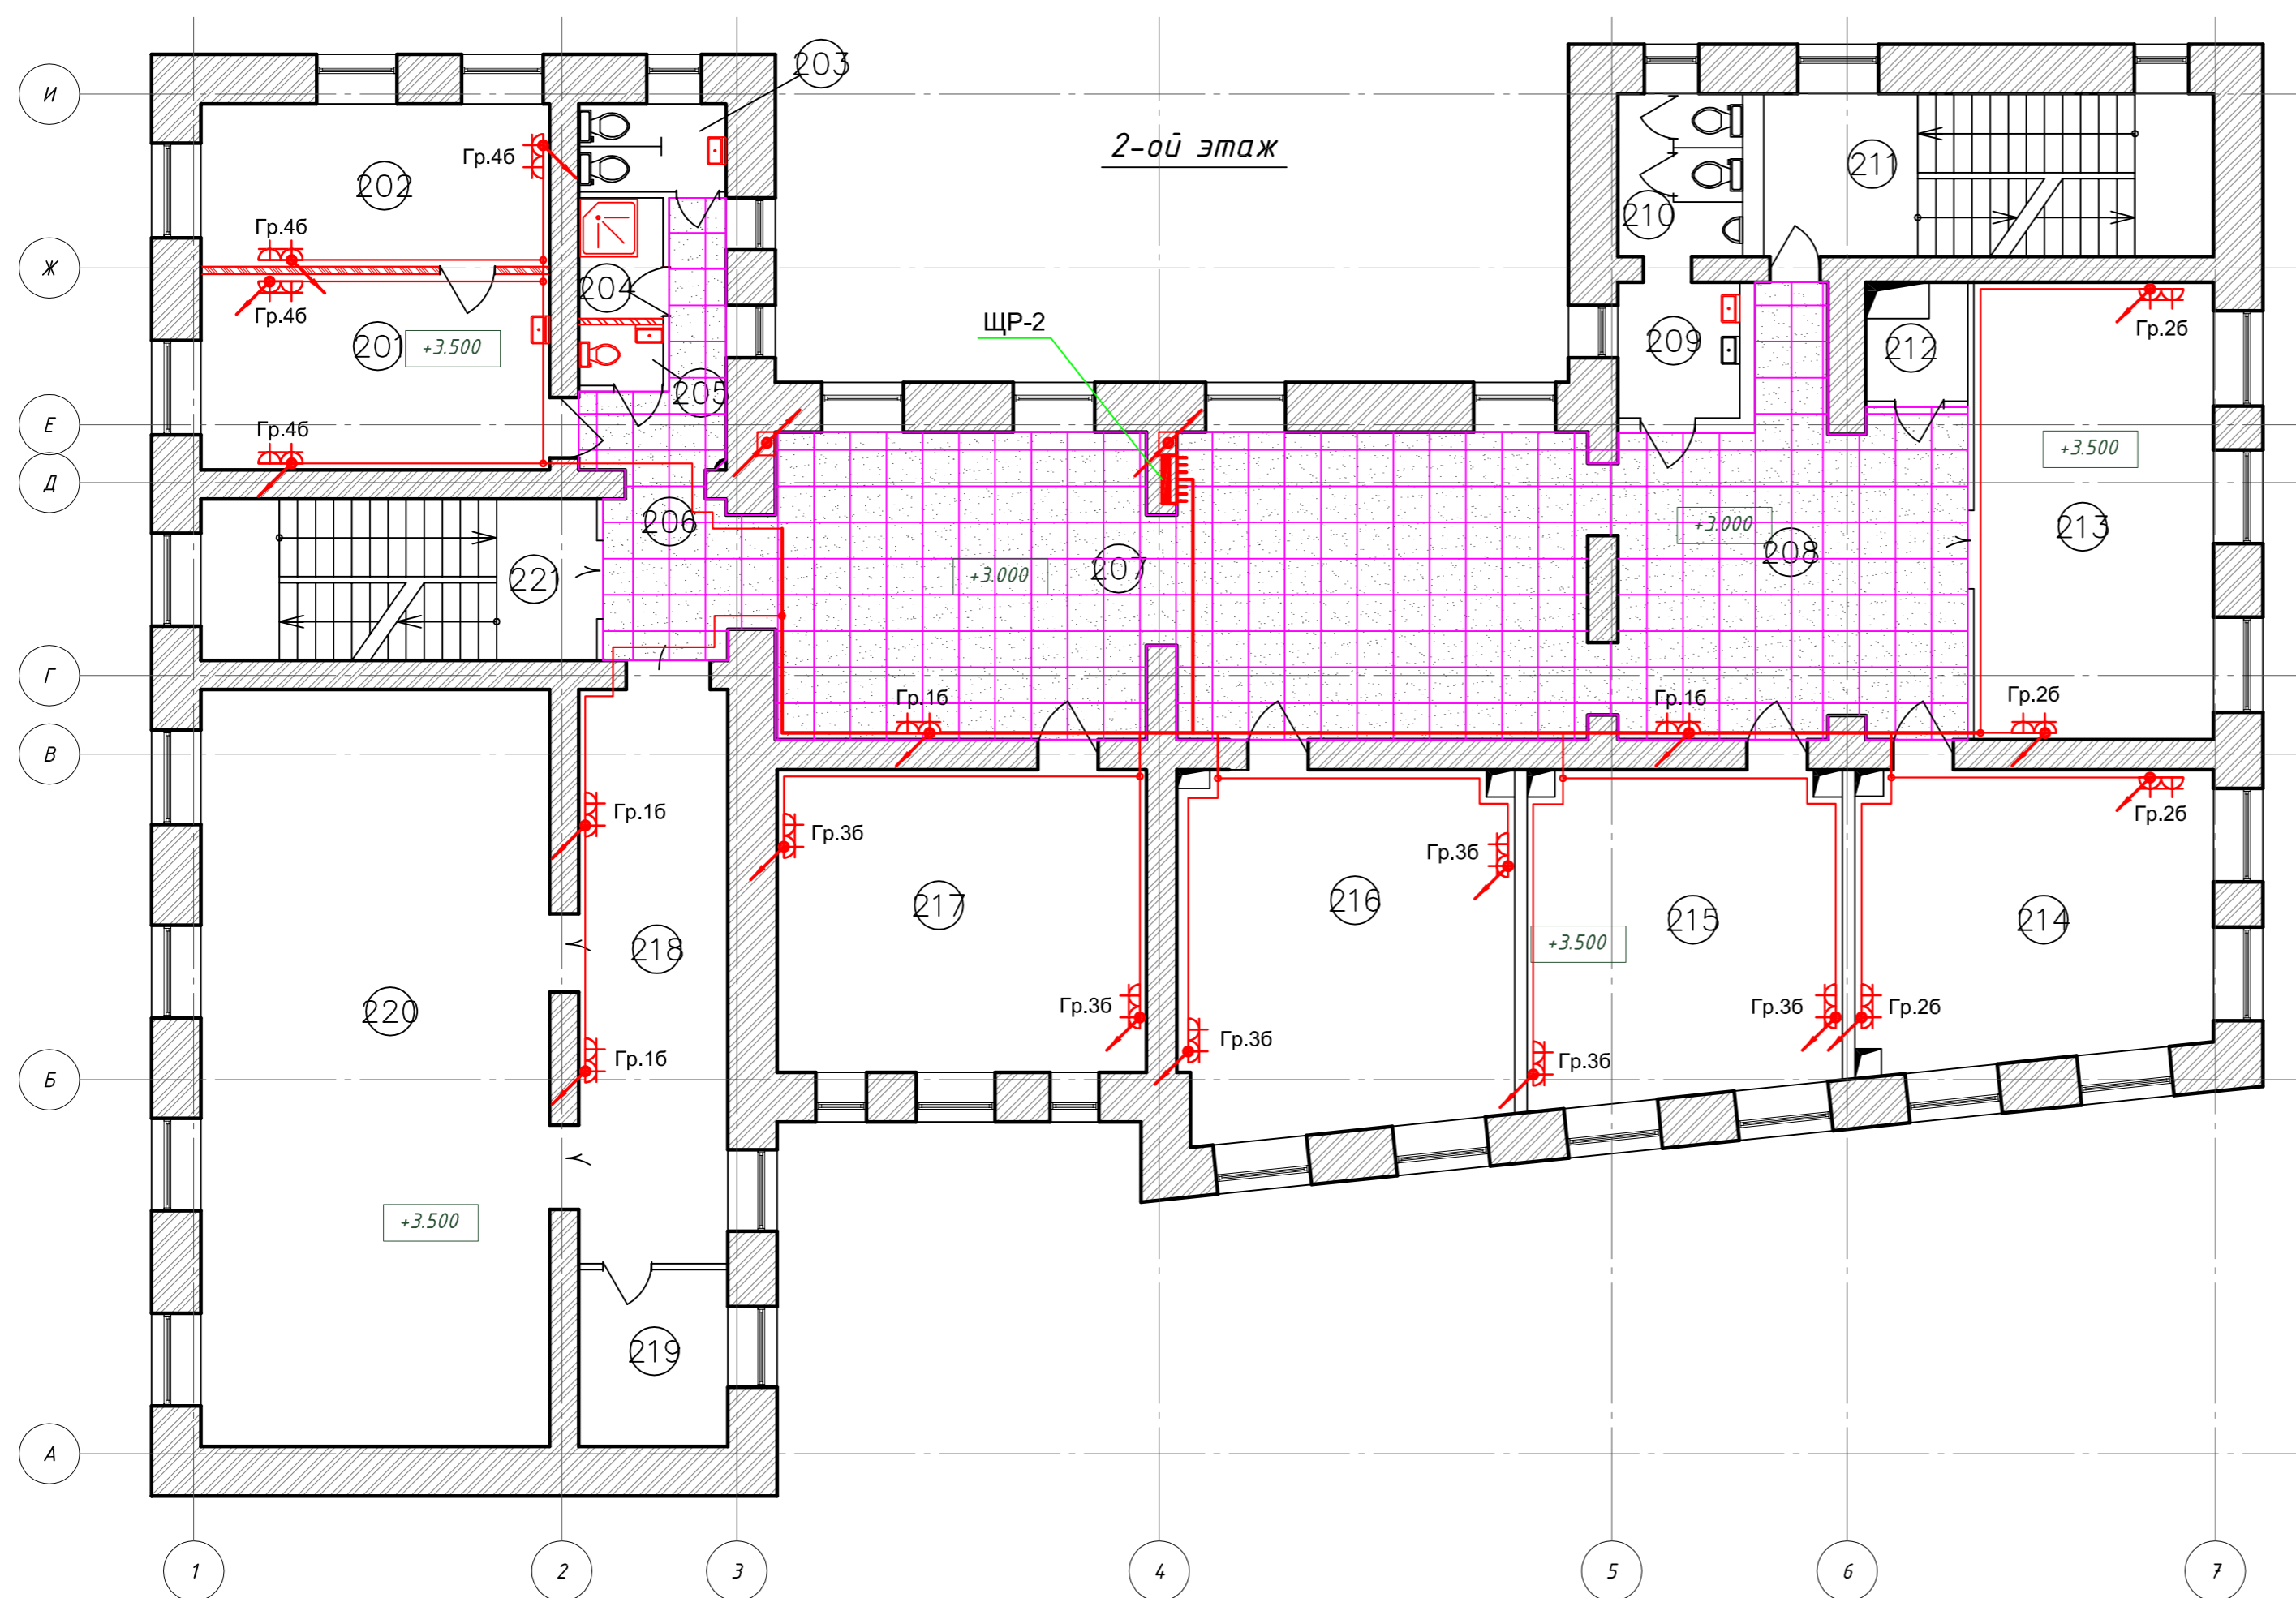 203
И
2-ой этаж
Гр.4б
202
211
210
Гр.4б
Ж
204
Гр.4б
ЩР-2
Гр.2б
201
+3.500
209
212
205
Е
Гр.4б
+3.500
Д
206
+3.000
213
208
221
+3.000
207
Г
Гр.1б
Гр.1б
Гр.2б
В
Гр.1б
Гр.3б
Гр.3б
Гр.2б
217
216
215
214
218
+3.500
220
Гр.3б
Гр.3б
Гр.2б
Гр.3б
Гр.1б
Гр.3б
Б
+3.500
219
А
1
2
3
4
5
6
7